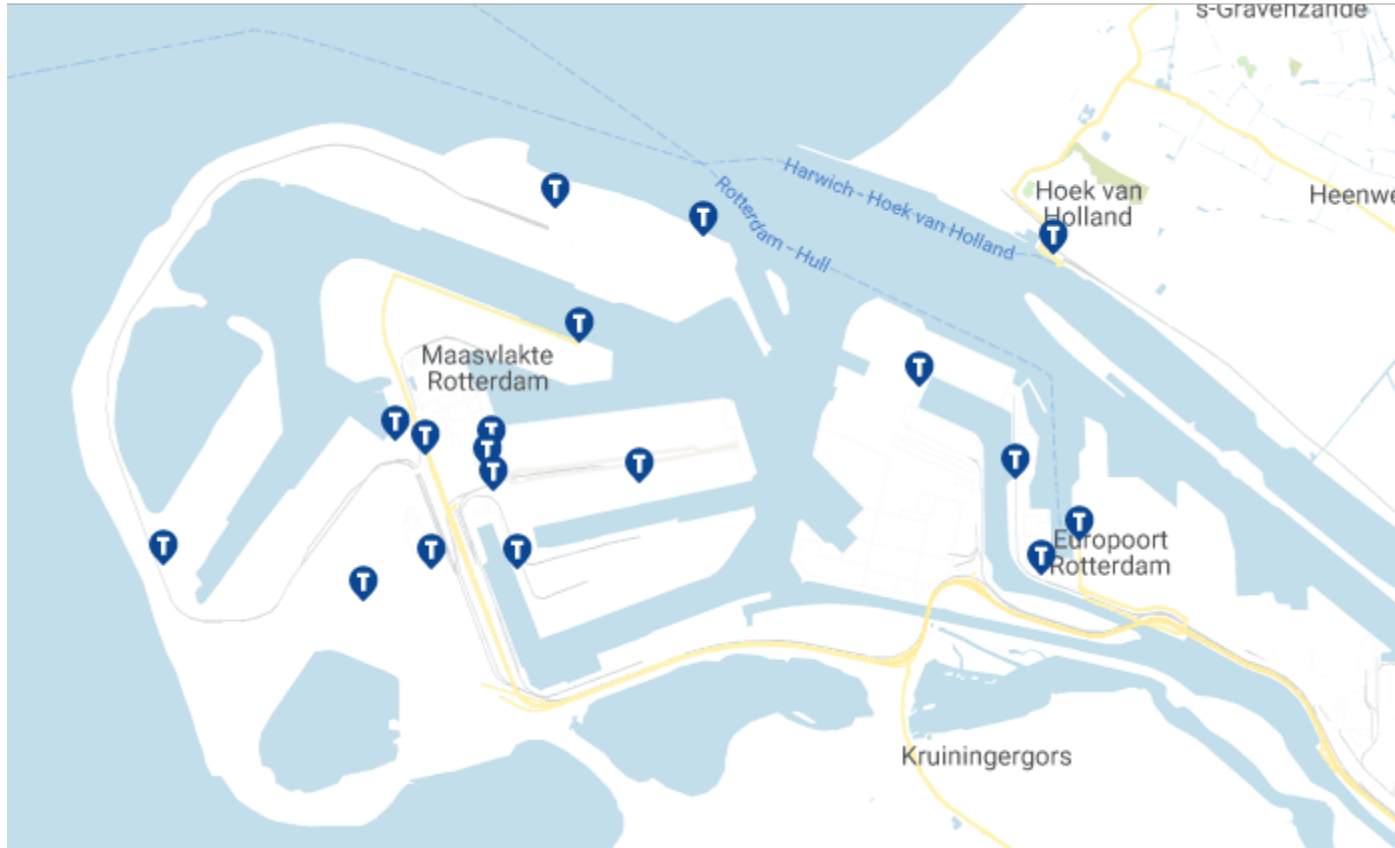 s-Gravenzande
Harwich - Hoek van Holland
Rotterdam - Hull
Hoek van
Holland
Heenwe
T
T
T
T
Maasvlakte
Rotterdam
T
T
T
T
T
T
T
T
T
T
T
T
T
T
Europoort
Rotterdam
Kruiningergors